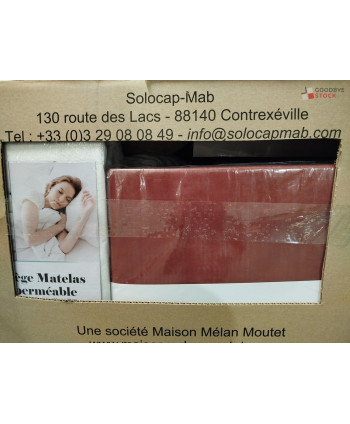 GOODBYE
STOCK
Solocap-Mab
130 route des Lacs - 88140 Contrexéville
Tel : +33 (0)3 29 08 08 49 - info@solocapmab.com
ège Matelas
perméable
Une société Maison Mélan Moutet